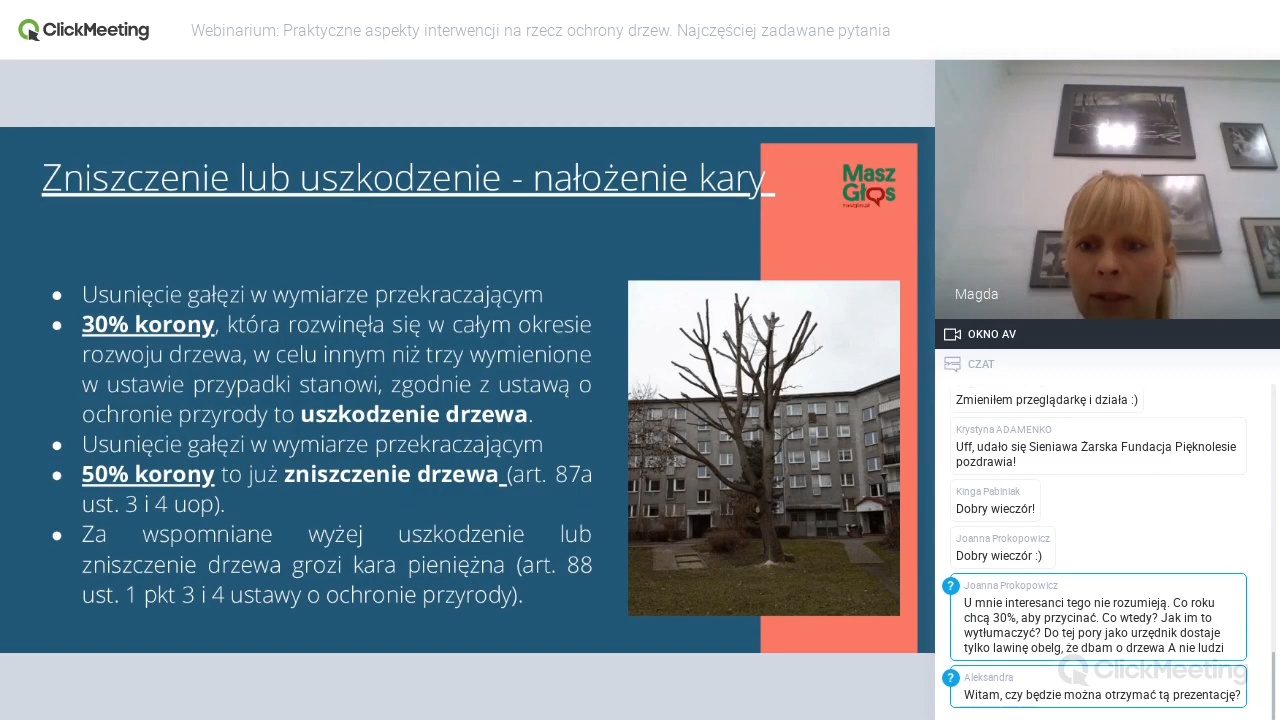 ClickMeeting
Webinarium: Praktyczne aspekty interwencji na rzecz ochrony drzew. Najczęściej zadawane pytania
Zniszczenie lub uszkodzenie - nałożenie kary
Masz
Głos
maszglos.pl
• Usunięcie gałęzi w wymiarze przekraczającym
• 30% korony, która rozwinęła się w całym okresie
rozwoju drzewa, w celu innym niż trzy wymienione
w ustawie przypadki stanowi, zgodnie z ustawą o
ochronie przyrody to uszkodzenie drzewa.
• Usunięcie gałęzi w wymiarze przekraczającym
• 50% korony to już zniszczenie drzewa (art. 87a
ust. 3 i 4 uop).
• Za wspomniane wyżej uszkodzenie lub
zniszczenie drzewa grozi kara pieniężna (art. 88
ust. 1 pkt 3 i 4 ustawy o ochronie przyrody).
Magda
OKNO AV
CZAT
Zmieniłem przeglądarkę i działa :)
Krystyna ADAMENKO
Uff, udało się Sieniawa Żarska Fundacja Pięknolesie
pozdrawia!
Kinga Pabiniak
Dobry wieczór!
Joanna Prokopowicz
Dobry wieczór :)
? Joanna Prokopowicz
U mnie interesanci tego nie rozumieją. Co roku
chcą 30%, aby przycinać. Co wtedy? Jak im to
wytłumaczyć? Do tej pory jako urzędnik dostaje
tylko lawinę obelg, że dbam o drzewa A nie ludzi
ClickMeeting
? Aleksandra
Witam, czy będzie można otrzymać tą prezentację?